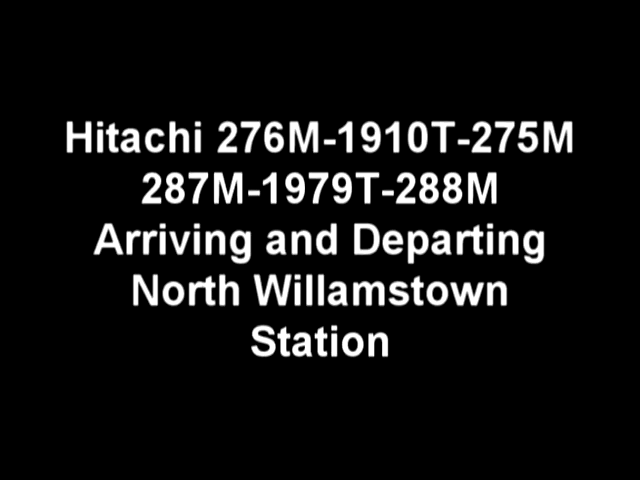 Hitachi 276M-1910T-275M
287M-1979T-288M
Arriving and Departing
North Willamstown
Station